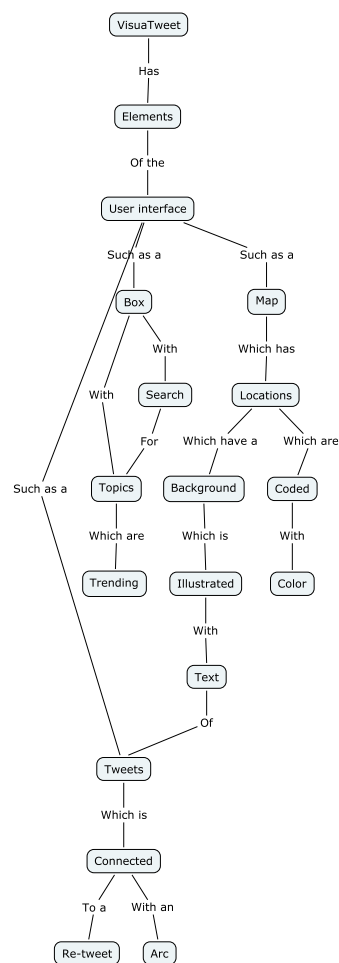 VisuaTweet
Has
Elements
Of the
User interface
Such as a
Such as a
Box
Map
With
Which has
With
Search
Locations
For
Which have a
Which are
Such as a
Topics
Background
Coded
Which are
Which is
With
Trending
Illustrated
Color
With
Text
Of
Tweets
Which is
Connected
To a
With an
Re-tweet
Arc